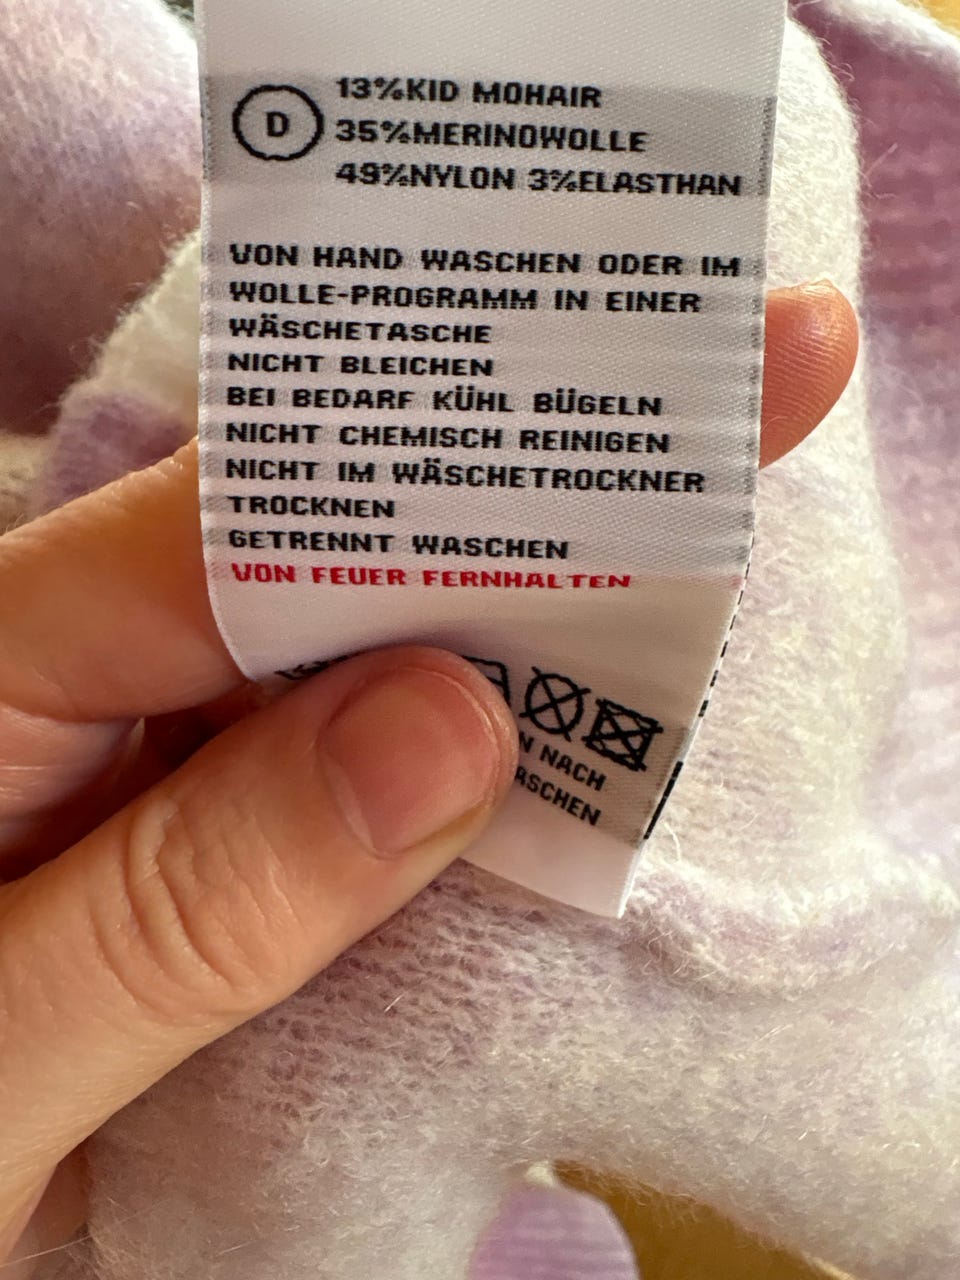 D
13%KID MOHAIR
35%MERINOWOLLE
49%NYLON 3%ELASTHAN
VON HAND WASCHEN ODER IM
WOLLE-PROGRAMM IN EINER
WÄSCHETASCHE
NICHT BLEICHEN
BEI BEDARF KÜHL BÜGELN
NICHT CHEMISCH REINIGEN
NICHT IM WÄSCHETROCKNER
TROCKNEN
GETRENNT WASCHEN
VON FEUER FERNHALTEN
NACH